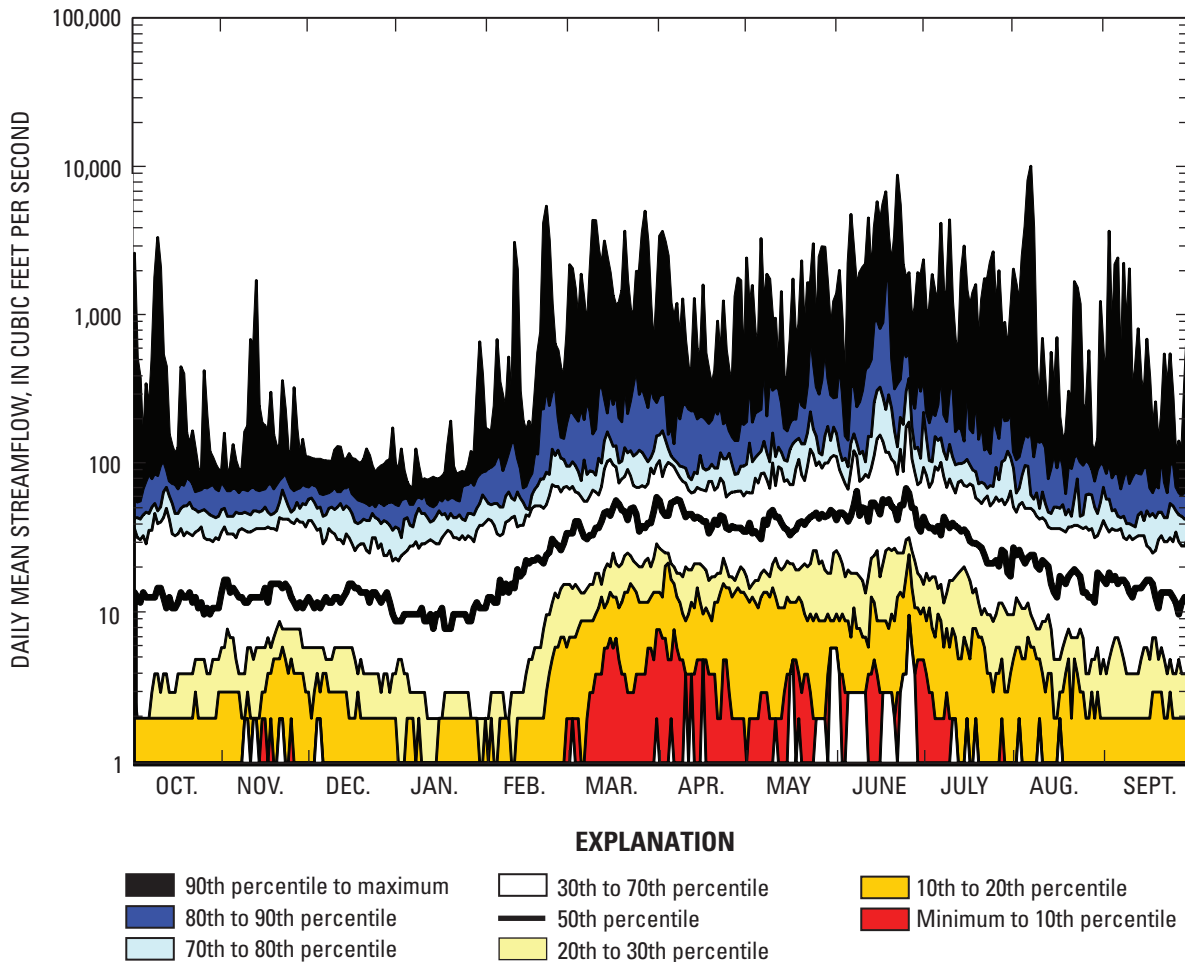 DAILY MEAN STREAMFLOW, IN CUBIC FEET PER SECOND
100,000
10,000
1,000
100
10
1
OCT. NOV. DEC. JAN. FEB. MAR. APR. MAY JUNE JULY AUG. SEPT.
EXPLANATION
90th percentile to maximum
80th to 90th percentile
70th to 80th percentile
30th to 70th percentile
50th percentile
20th to 30th percentile
10th to 20th percentile
Minimum to 10th percentile